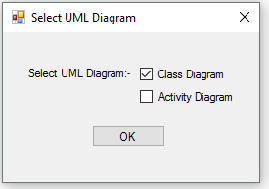 Select UML Diagram
Select UML Diagram:- Class Diagram
Activity Diagram
OK